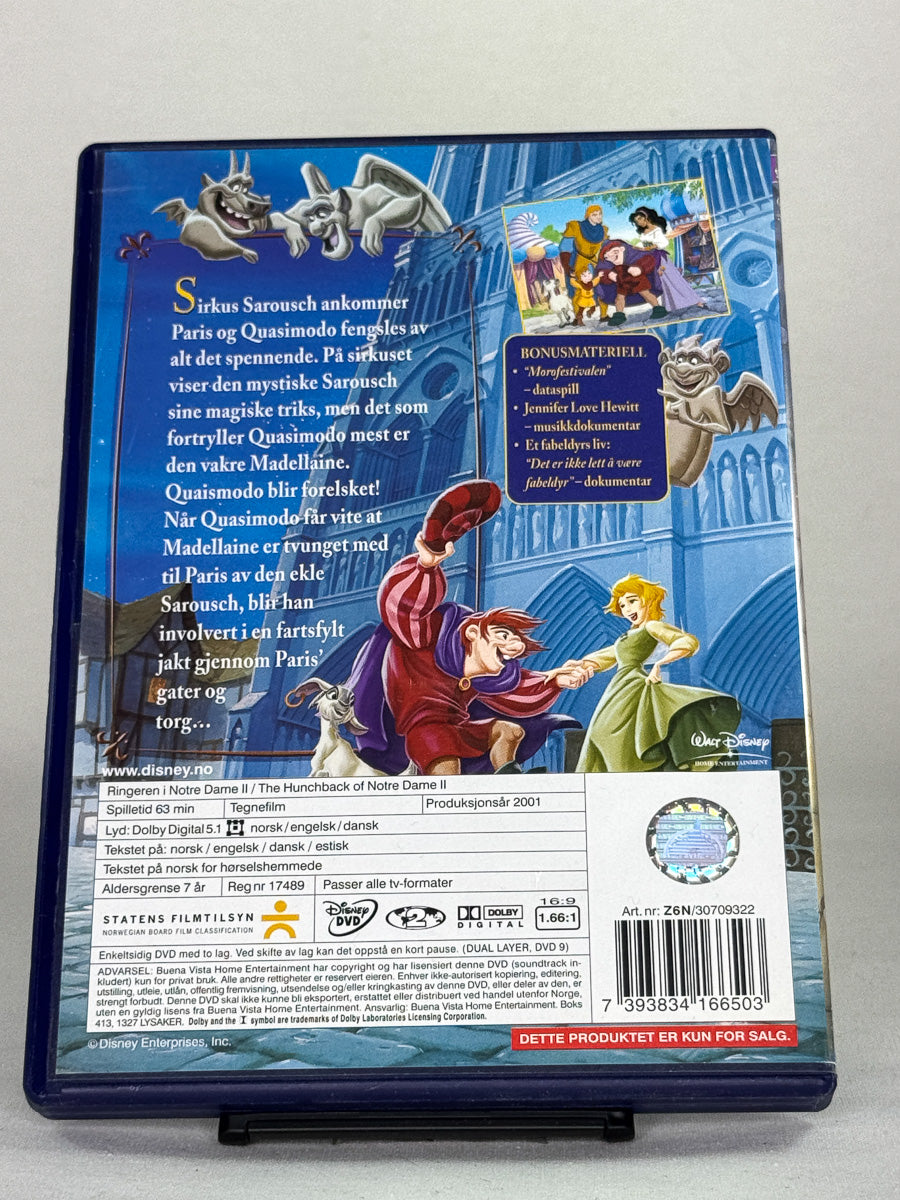 Sirkus Sarousch ankommer
Paris og Quasimodo fengsles av
alt det spennende. På sirkuset
viser den mystiske Sarousch
sine magiske triks, men det som
fortryller Quasimodo mest er
den vakre Madellaine.
Quaismodo blir forelsket!
Når Quasimodo får vite at
Madellaine er tvunget med
til Paris av den ekle
Sarousch, blir han
involvert i en fartsfylt
jakt gjennom Paris'
gater og
torg...
BONUSMATERIELL
• "Morofestivalen"
– dataspill
• Jennifer Love Hewitt
– musikkdokumentar
• Et fabeldyrs liv:
"Det er ikke lett å være
fabeldyr" – dokumentar
WALT DISNEY
HOME ENTERTAINMENT
www.disney.no
Ringeren i Notre Dame II / The Hunchback of Notre Dame II
Spilletid 63 min Tegnefilm Produksjonsår 2001
Lyd: Dolby Digital 5.1 norsk/engelsk/dansk
Tekstet på: norsk / engelsk / dansk / estisk
Tekstet på norsk for hørselshemmede
Aldersgrense 7 år Reg nr 17489 Passer alle tv-formater
STATENS FILMTILSYN
NORWEGIAN BOARD FILM CLASSIFICATION
Disney DVD
2
DOLBY DIGITAL
16:9
1.66:1
Enkeltsidig DVD med to lag. Ved skifte av lag kan det oppstå en kort pause. (DUAL LAYER, DVD 9)
ADVARSEL: Buena Vista Home Entertainment har copyright og har lisensiert denne DVD (soundtrack in-
kludert) kun for privat bruk. Alle andre rettigheter er reservert eieren. Enhver ikke-autorisert kopiering, editering,
utstilling, utleie, utlån, offentlig fremvisning, utsendelse og/eller kringkasting av denne DVD, eller deler av den, er
strengt forbudt. Denne DVD skal ikke kunne bli eksportert, erstattet eller distribuert ved handel utenfor Norge,
uten en gyldig lisens fra Buena Vista Home Entertainment. Ansvarlig: Buena Vista Home Entertainment. Boks
413, 1327 LYSAKER. Dolby and the symbol are trademarks of Dolby Laboratories Licensing Corporation.
Art. nr: Z6N/30709322
7 393834 166503
© Disney Enterprises, Inc.
DETTE PRODUKTET ER KUN FOR SALG.